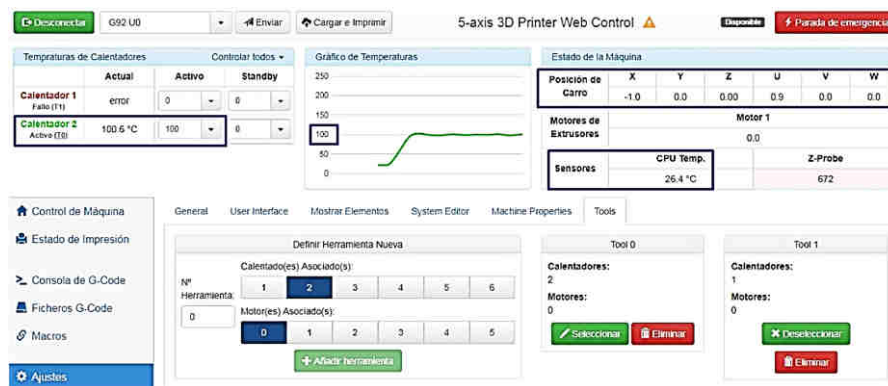 Desconectar G92 U0 Enviar Cargar e Imprimir 5-axis 3D Printer Web Control Disponible Parada de emergencia
Tempraturas de Calentadores Controlar todos
Actual Activo Standby
Calentador 1
Fallo (T1)
error 0 0
Calentador 2
Activo (T0)
100.6 °C 100 0
Gráfico de Temperaturas
250
200
150
100
50
0
Estado de la Máquina
Posición de Carro
X Y Z U V W
-1.0 0.0 0.00 0.9 0.0 0.0
Motores de Extrusores
Motor 1
0.0
Sensores
CPU Temp. Z-Probe
26.4 °C 672
Control de Máquina
Estado de Impresión
Consola de G-Code
Ficheros G-Code
Macros
Ajustes
General User Interface Mostrar Elementos System Editor Machine Properties Tools
Definir Herramienta Nueva
Nº Herramienta:
0
Calentado(es) Asociado(s):
1 2 3 4 5 6
Motor(es) Asociado(s):
0 1 2 3 4 5
Añadir herramienta
Tool 0
Calentadores:
2
Motores:
0
Seleccionar Eliminar
Tool 1
Calentadores:
1
Motores:
0
Deseleccionar
Eliminar